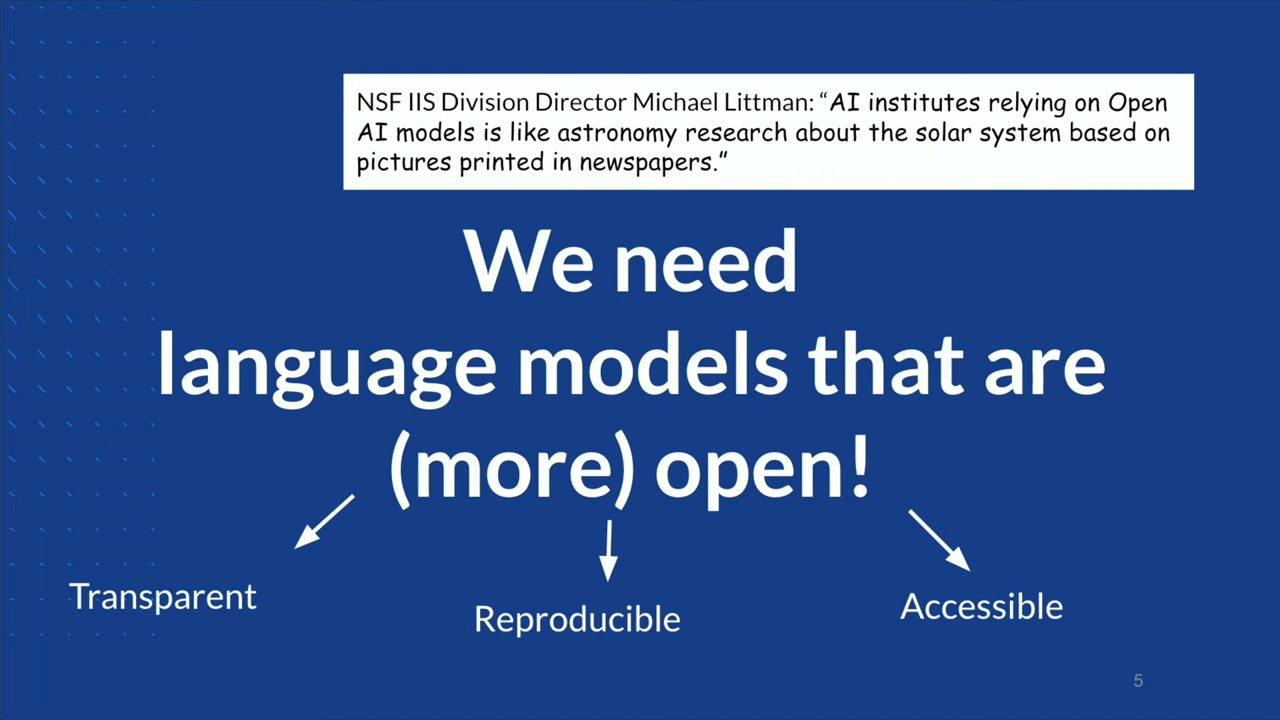 NSF IIS Division Director Michael Littman: “AI institutes relying on Open
AI models is like astronomy research about the solar system based on
pictures printed in newspapers.”
We need
language models that are
(more) open!
Transparent
Reproducible
Accessible
5